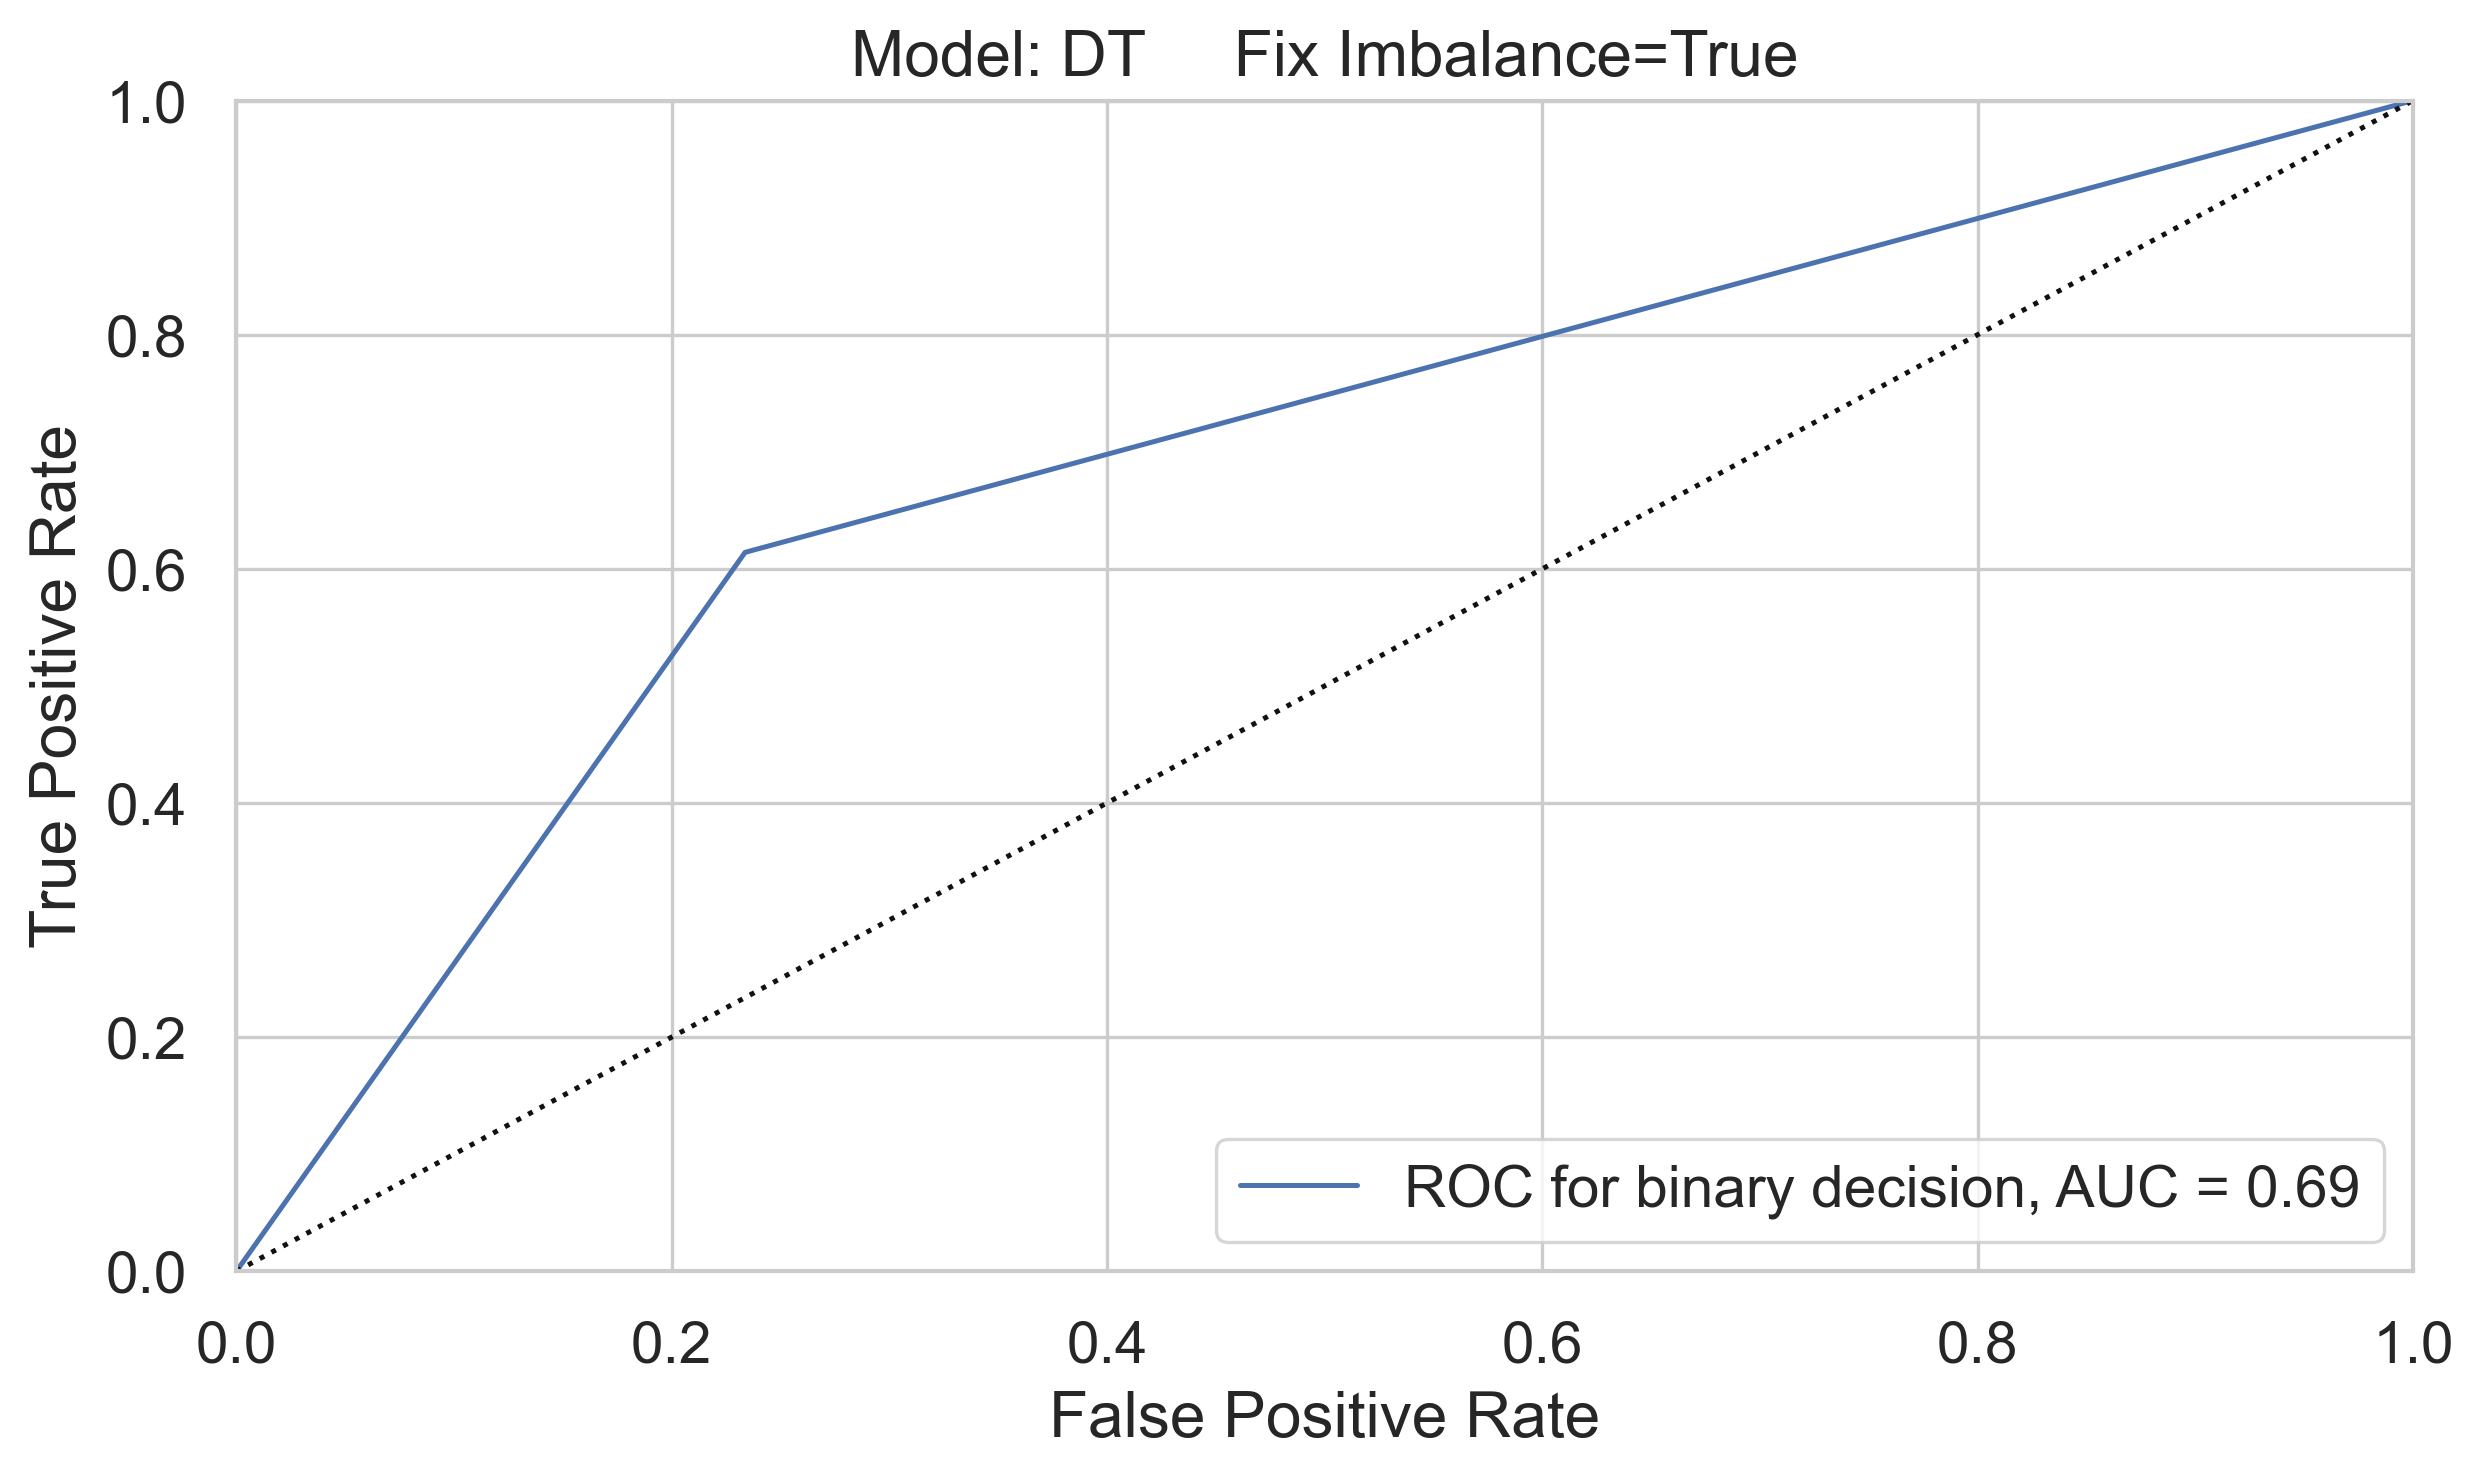 Model: DT      Fix Imbalance=True
1.0
0.8
0.6
0.4
0.2
0.0
True Positive Rate
ROC for binary decision, AUC = 0.69
0.0 0.2 0.4 0.6 0.8 1.0
False Positive Rate